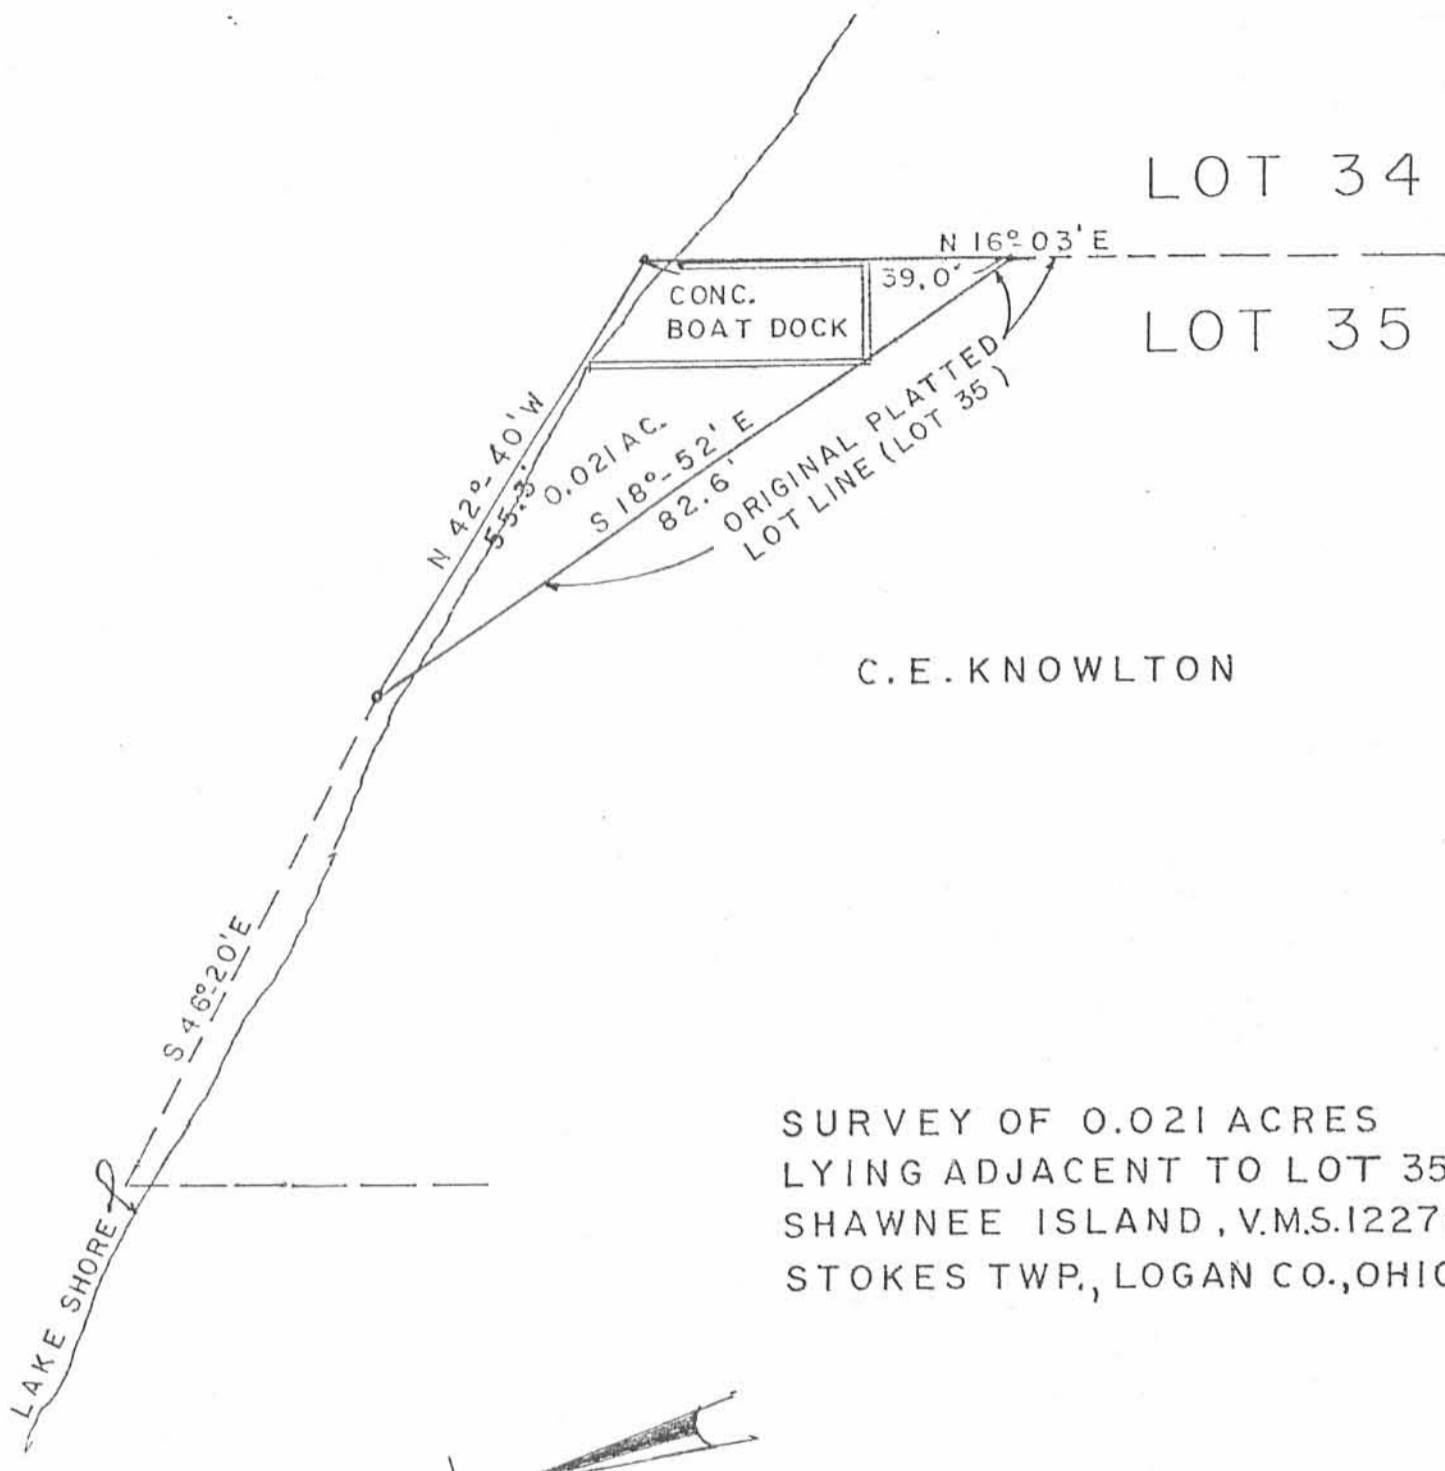 LOT 34
N 16°-03'E
39.0'
CONC.
BOAT DOCK
LOT 35
N 42°-40'W
55.3'
0.021 AC.
S 18°-52' E
82.6'
ORIGINAL PLATTED
LOT LINE (LOT 35)
C.E. KNOWLTON
S 46°-20'E
LAKE SHORE
SURVEY OF 0.021 ACRES
LYING ADJACENT TO LOT 35
SHAWNEE ISLAND, V.M.S.1227
STOKES TWP., LOGAN CO., OHIO